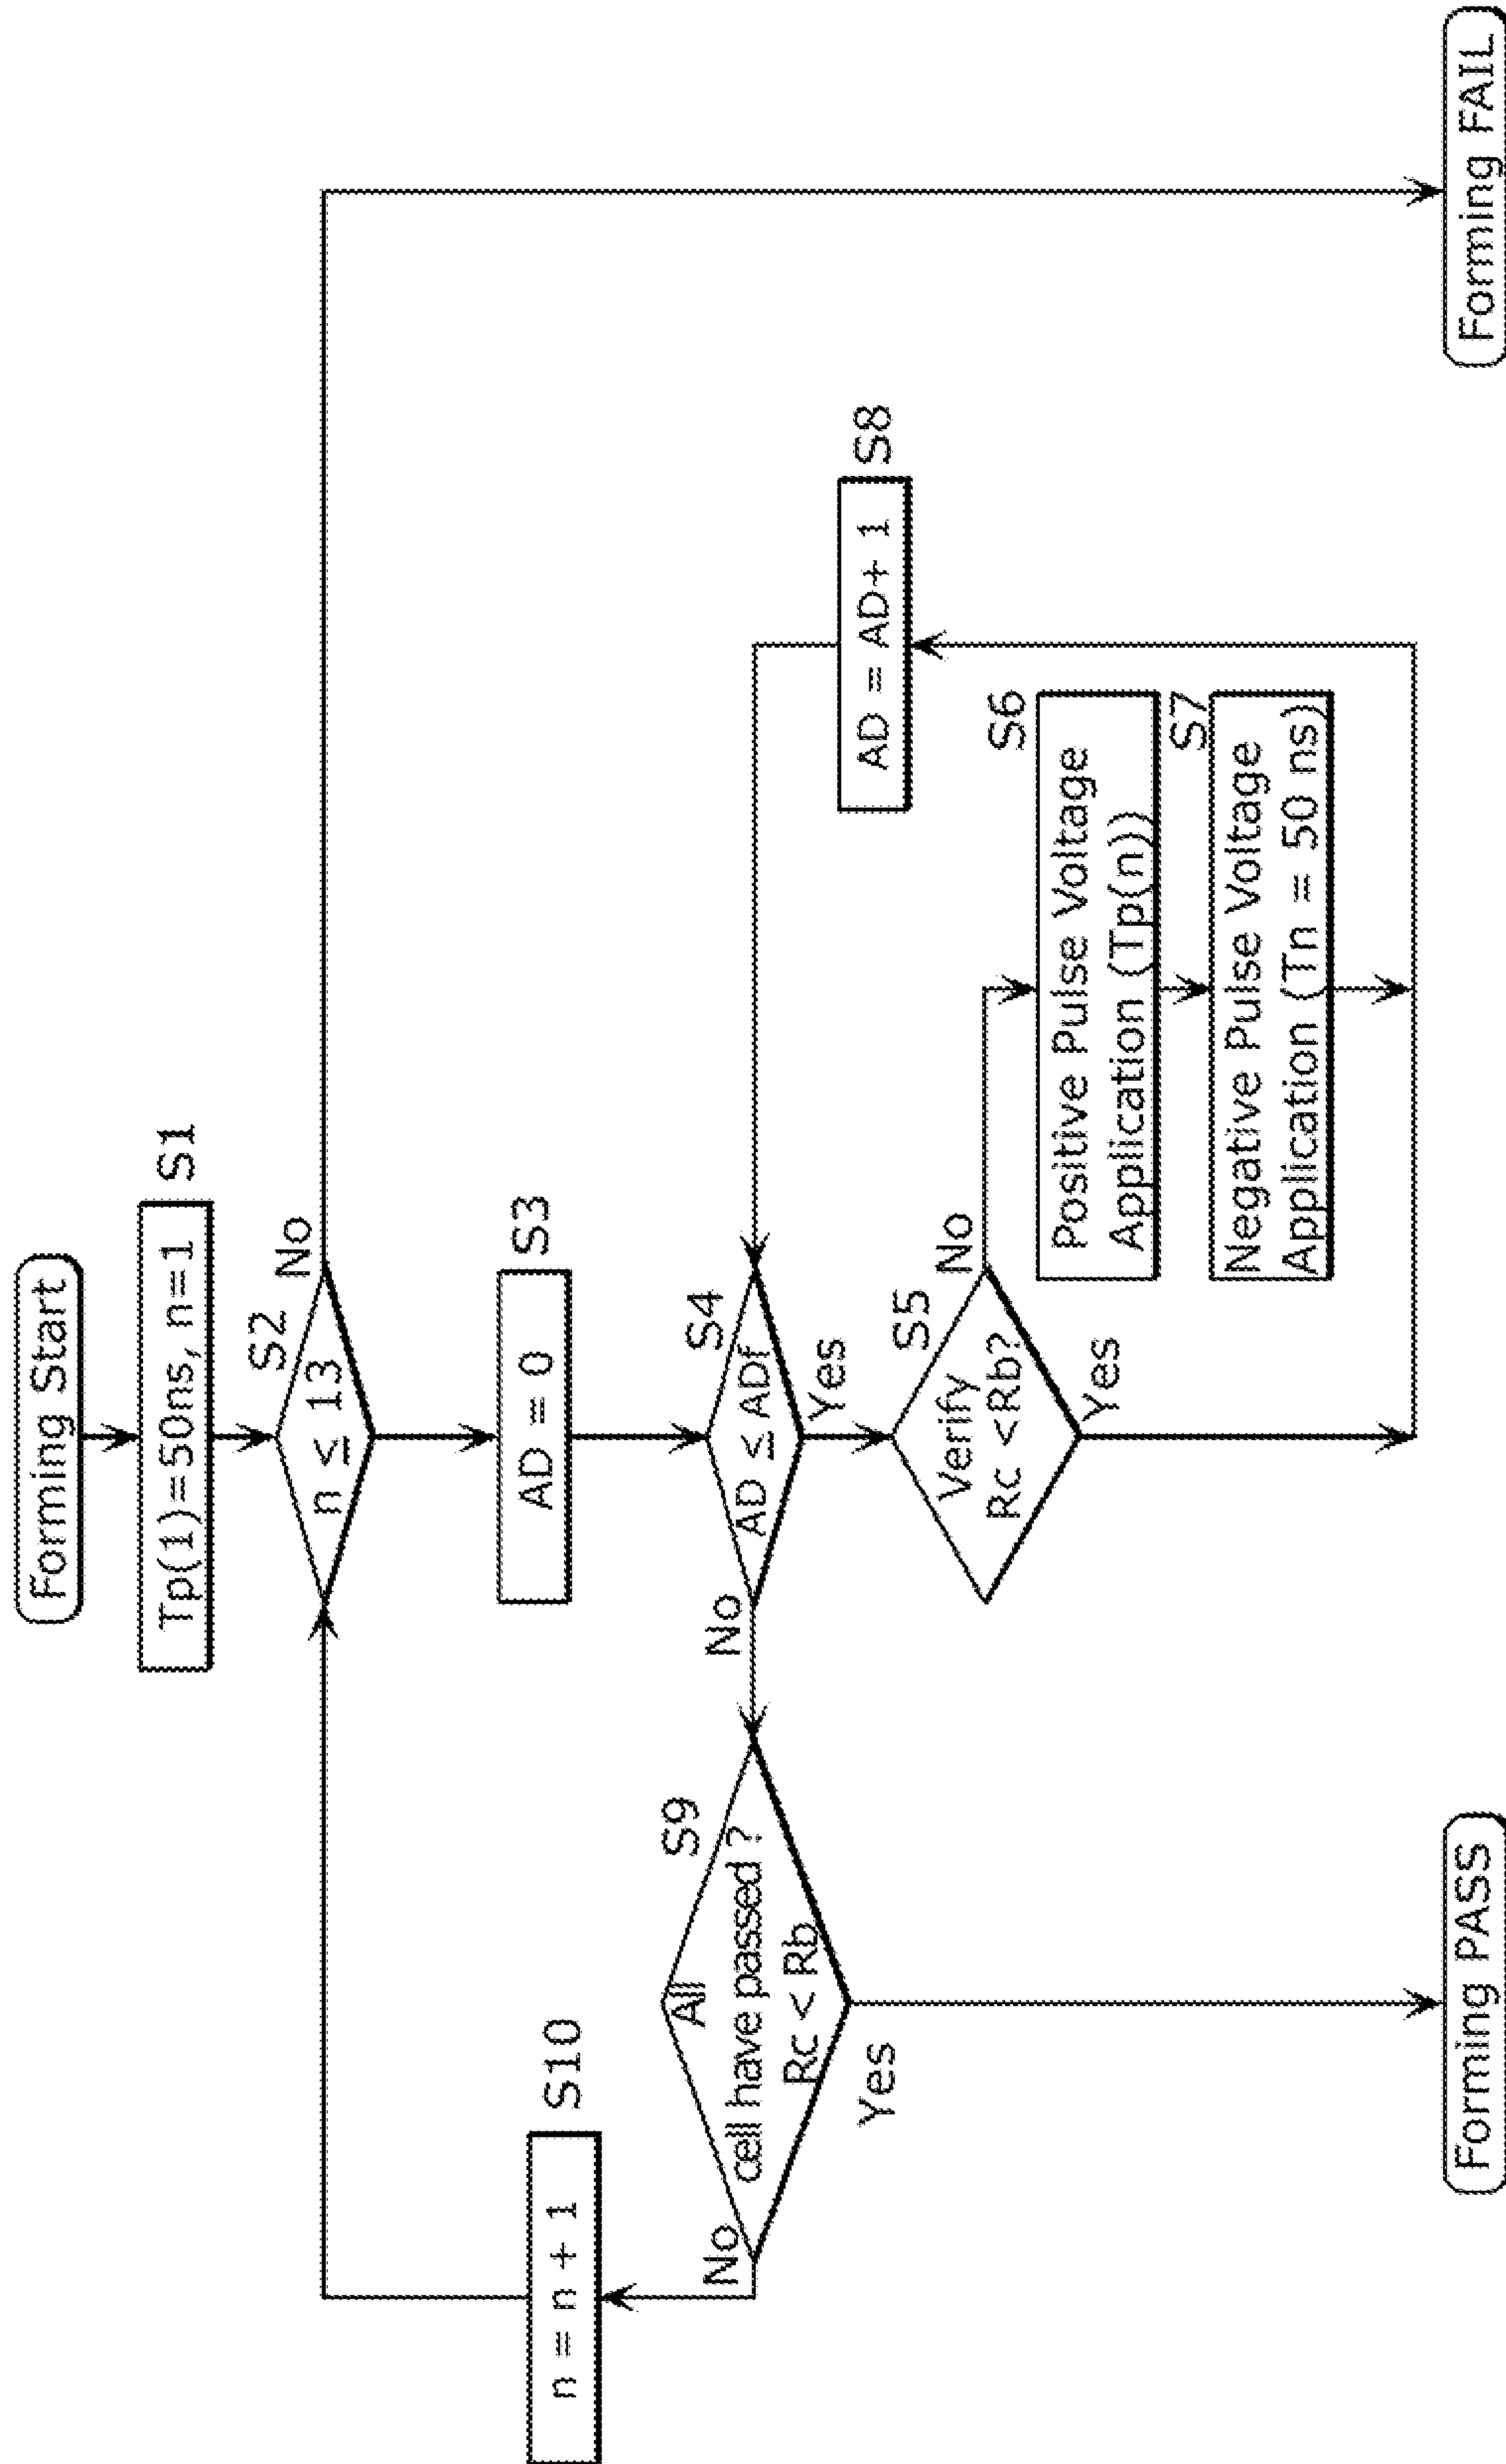 Forming Start
Tp(1)=50ns, n=1
S1
S2
n ≤ 13
No
AD = 0
S3
S4
AD ≤ ADf
No
Yes
S5
Verify
Rc <Rb?
No
Yes
S6
Positive Pulse Voltage
Application (Tp(n))
S7
Negative Pulse Voltage
Application (Tn = 50 ns)
AD = AD+ 1
S8
S9
All
cell have passed ?
Rc < Rb
No
Yes
n = n + 1
S10
Forming PASS
Forming FAIL